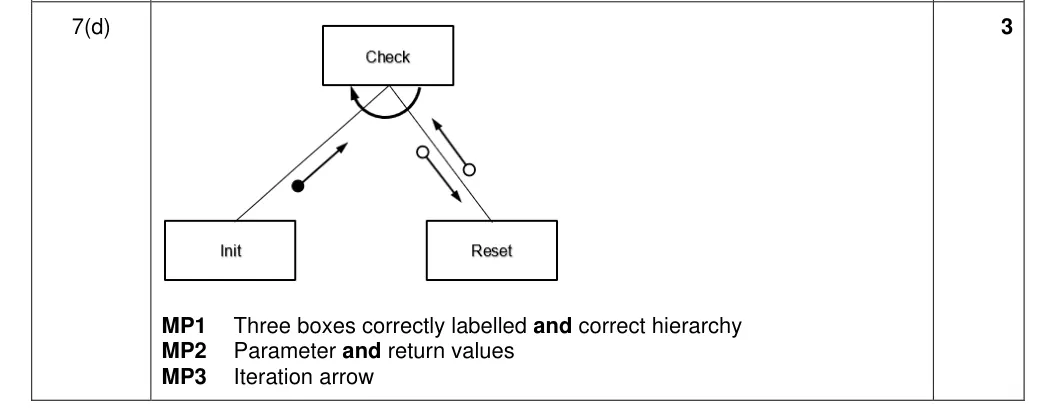 7(d)
3
Check
Init
Reset
MP1 Three boxes correctly labelled and correct hierarchy
MP2 Parameter and return values
MP3 Iteration arrow